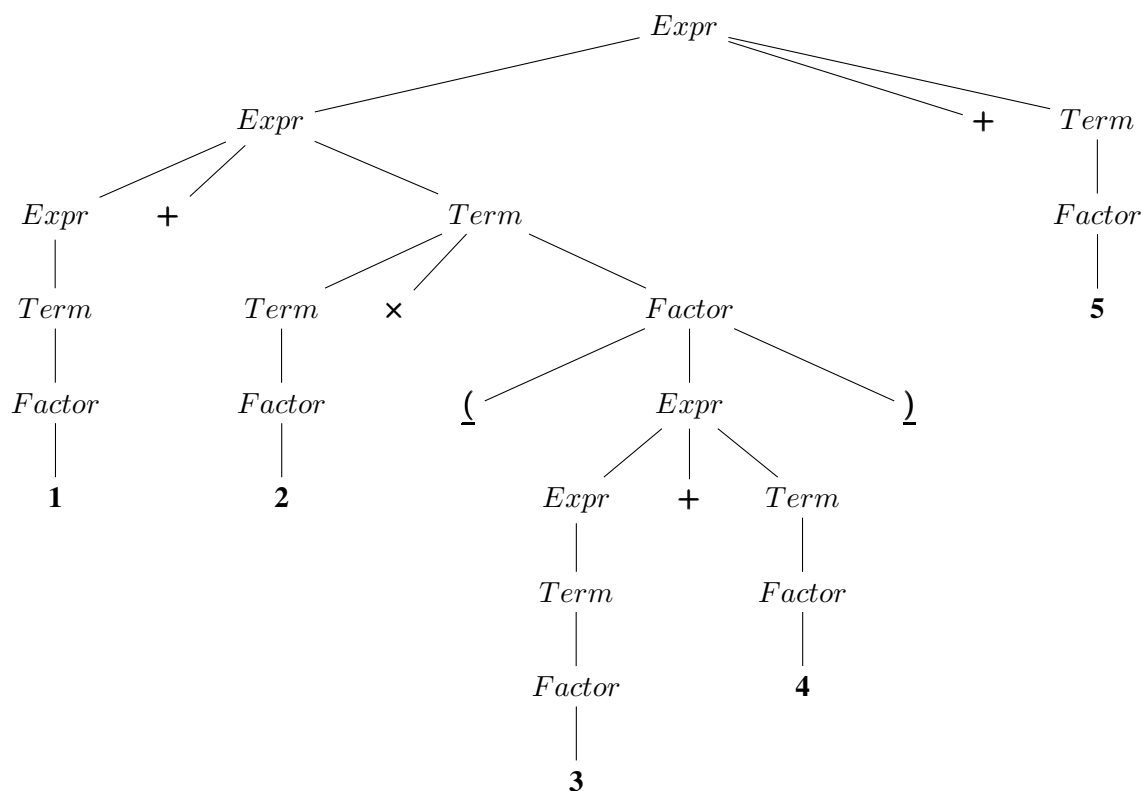 Expr
Expr + Term
Expr + Term Factor
Term Term × Factor 5
Factor Factor ( Expr )
1 2 Expr + Term
Term Factor
Factor 4
3